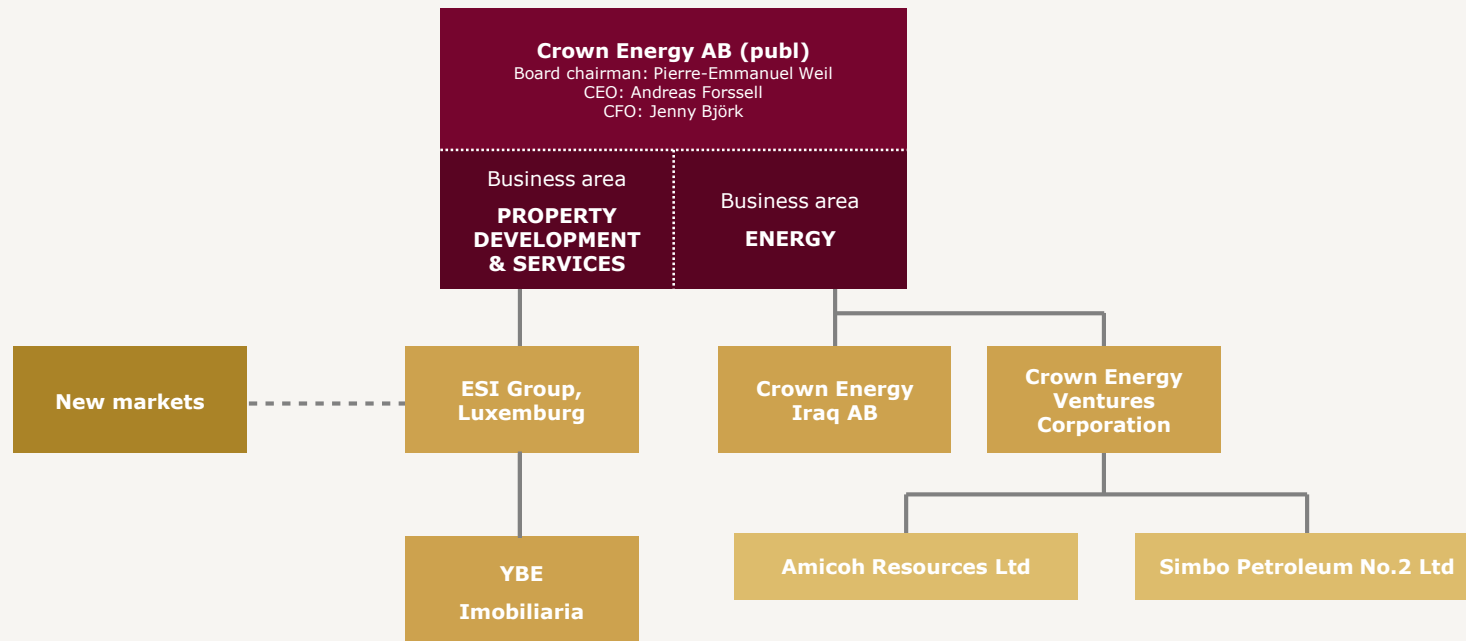 Crown Energy AB (publ)
Board chairman: Pierre-Emmanuel Weil
CEO: Andreas Forssell
CFO: Jenny Björk
Business area
PROPERTY
DEVELOPMENT
& SERVICES
Business area
ENERGY
New markets
ESI Group,
Luxemburg
Crown Energy
Iraq AB
Crown Energy
Ventures
Corporation
YBE
Imobiliaria
Amicoh Resources Ltd
Simbo Petroleum No.2 Ltd